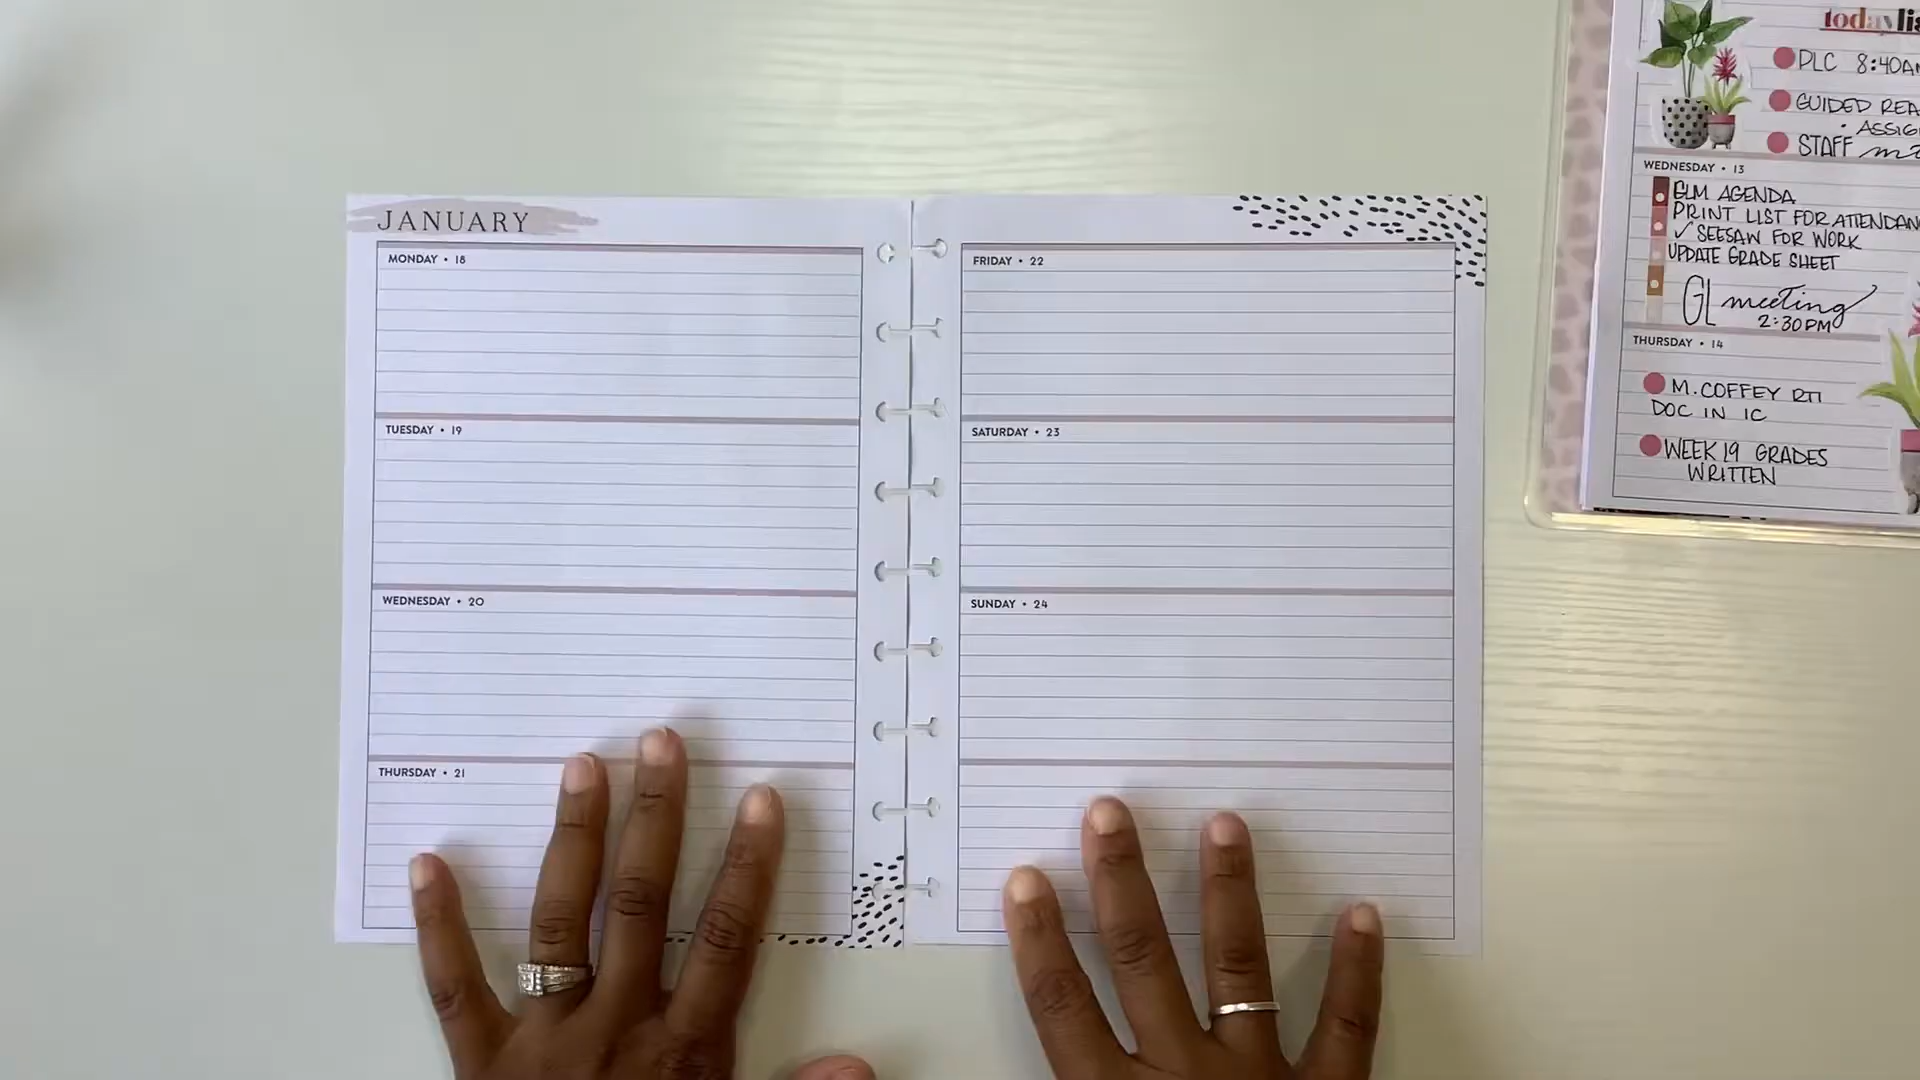 JANUARY
MONDAY • 18
TUESDAY • 19
WEDNESDAY • 20
THURSDAY • 21
FRIDAY • 22
SATURDAY • 23
SUNDAY • 24
PLC 8:40
GUIDED
STAFF
WEDNESDAY • 13
GLM AGENDA
PRINT LIST FOR
✓ SEESAW FOR WORK
UPDATE GRADE SHEET
GL meeting
2:30PM
THURSDAY • 14
M. COFFEY RTI
DOC IN IC
WEEK 19 GRADES
WRITTEN